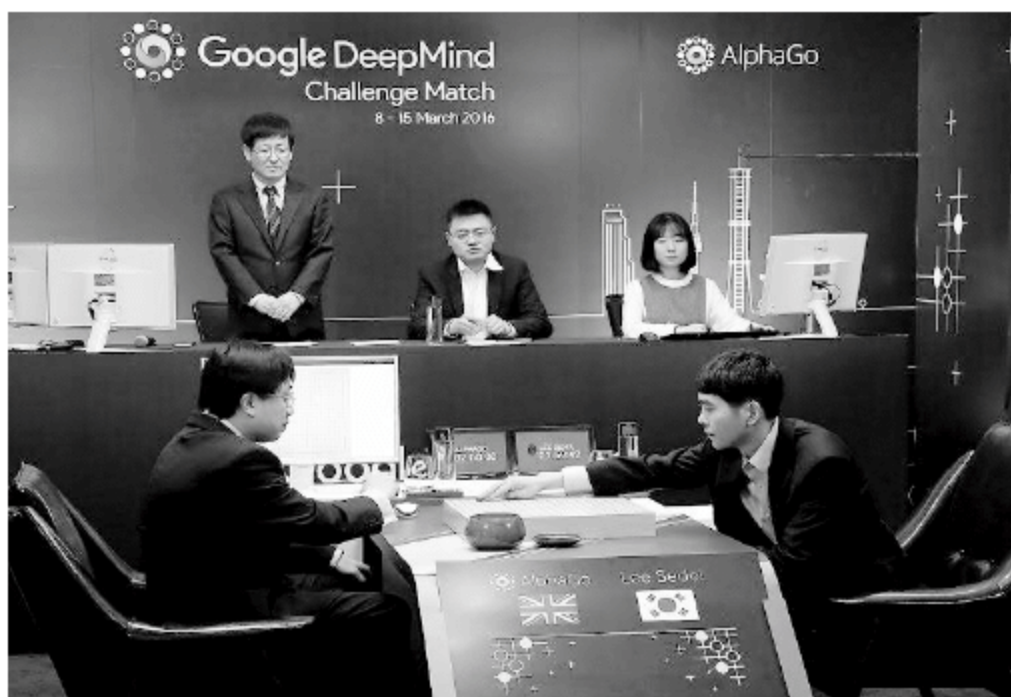 Google DeepMind
Challenge Match
8 - 15 March 2016
AlphaGo
AlphaGo
Lee Sedol